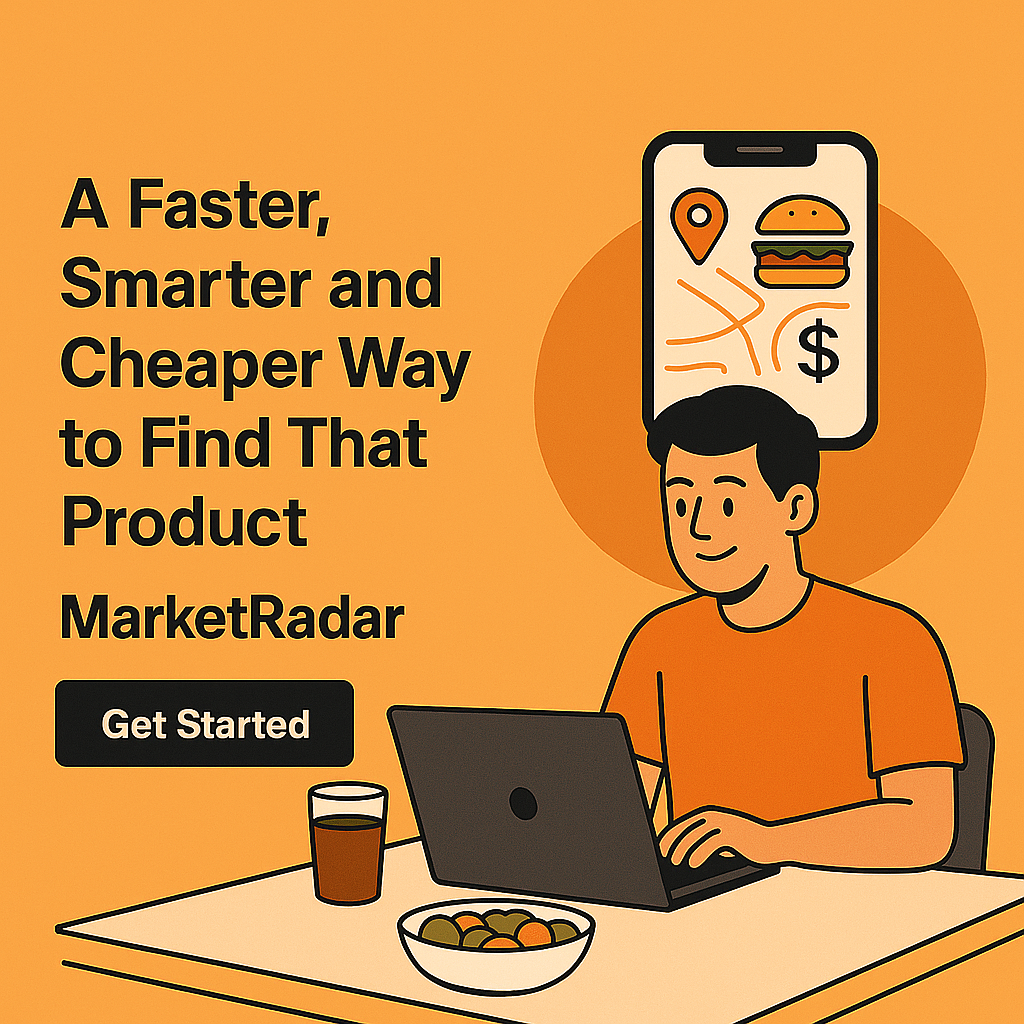 A Faster,
Smarter and
Cheaper Way
to Find That
Product
MarketRadar
Get Started
$